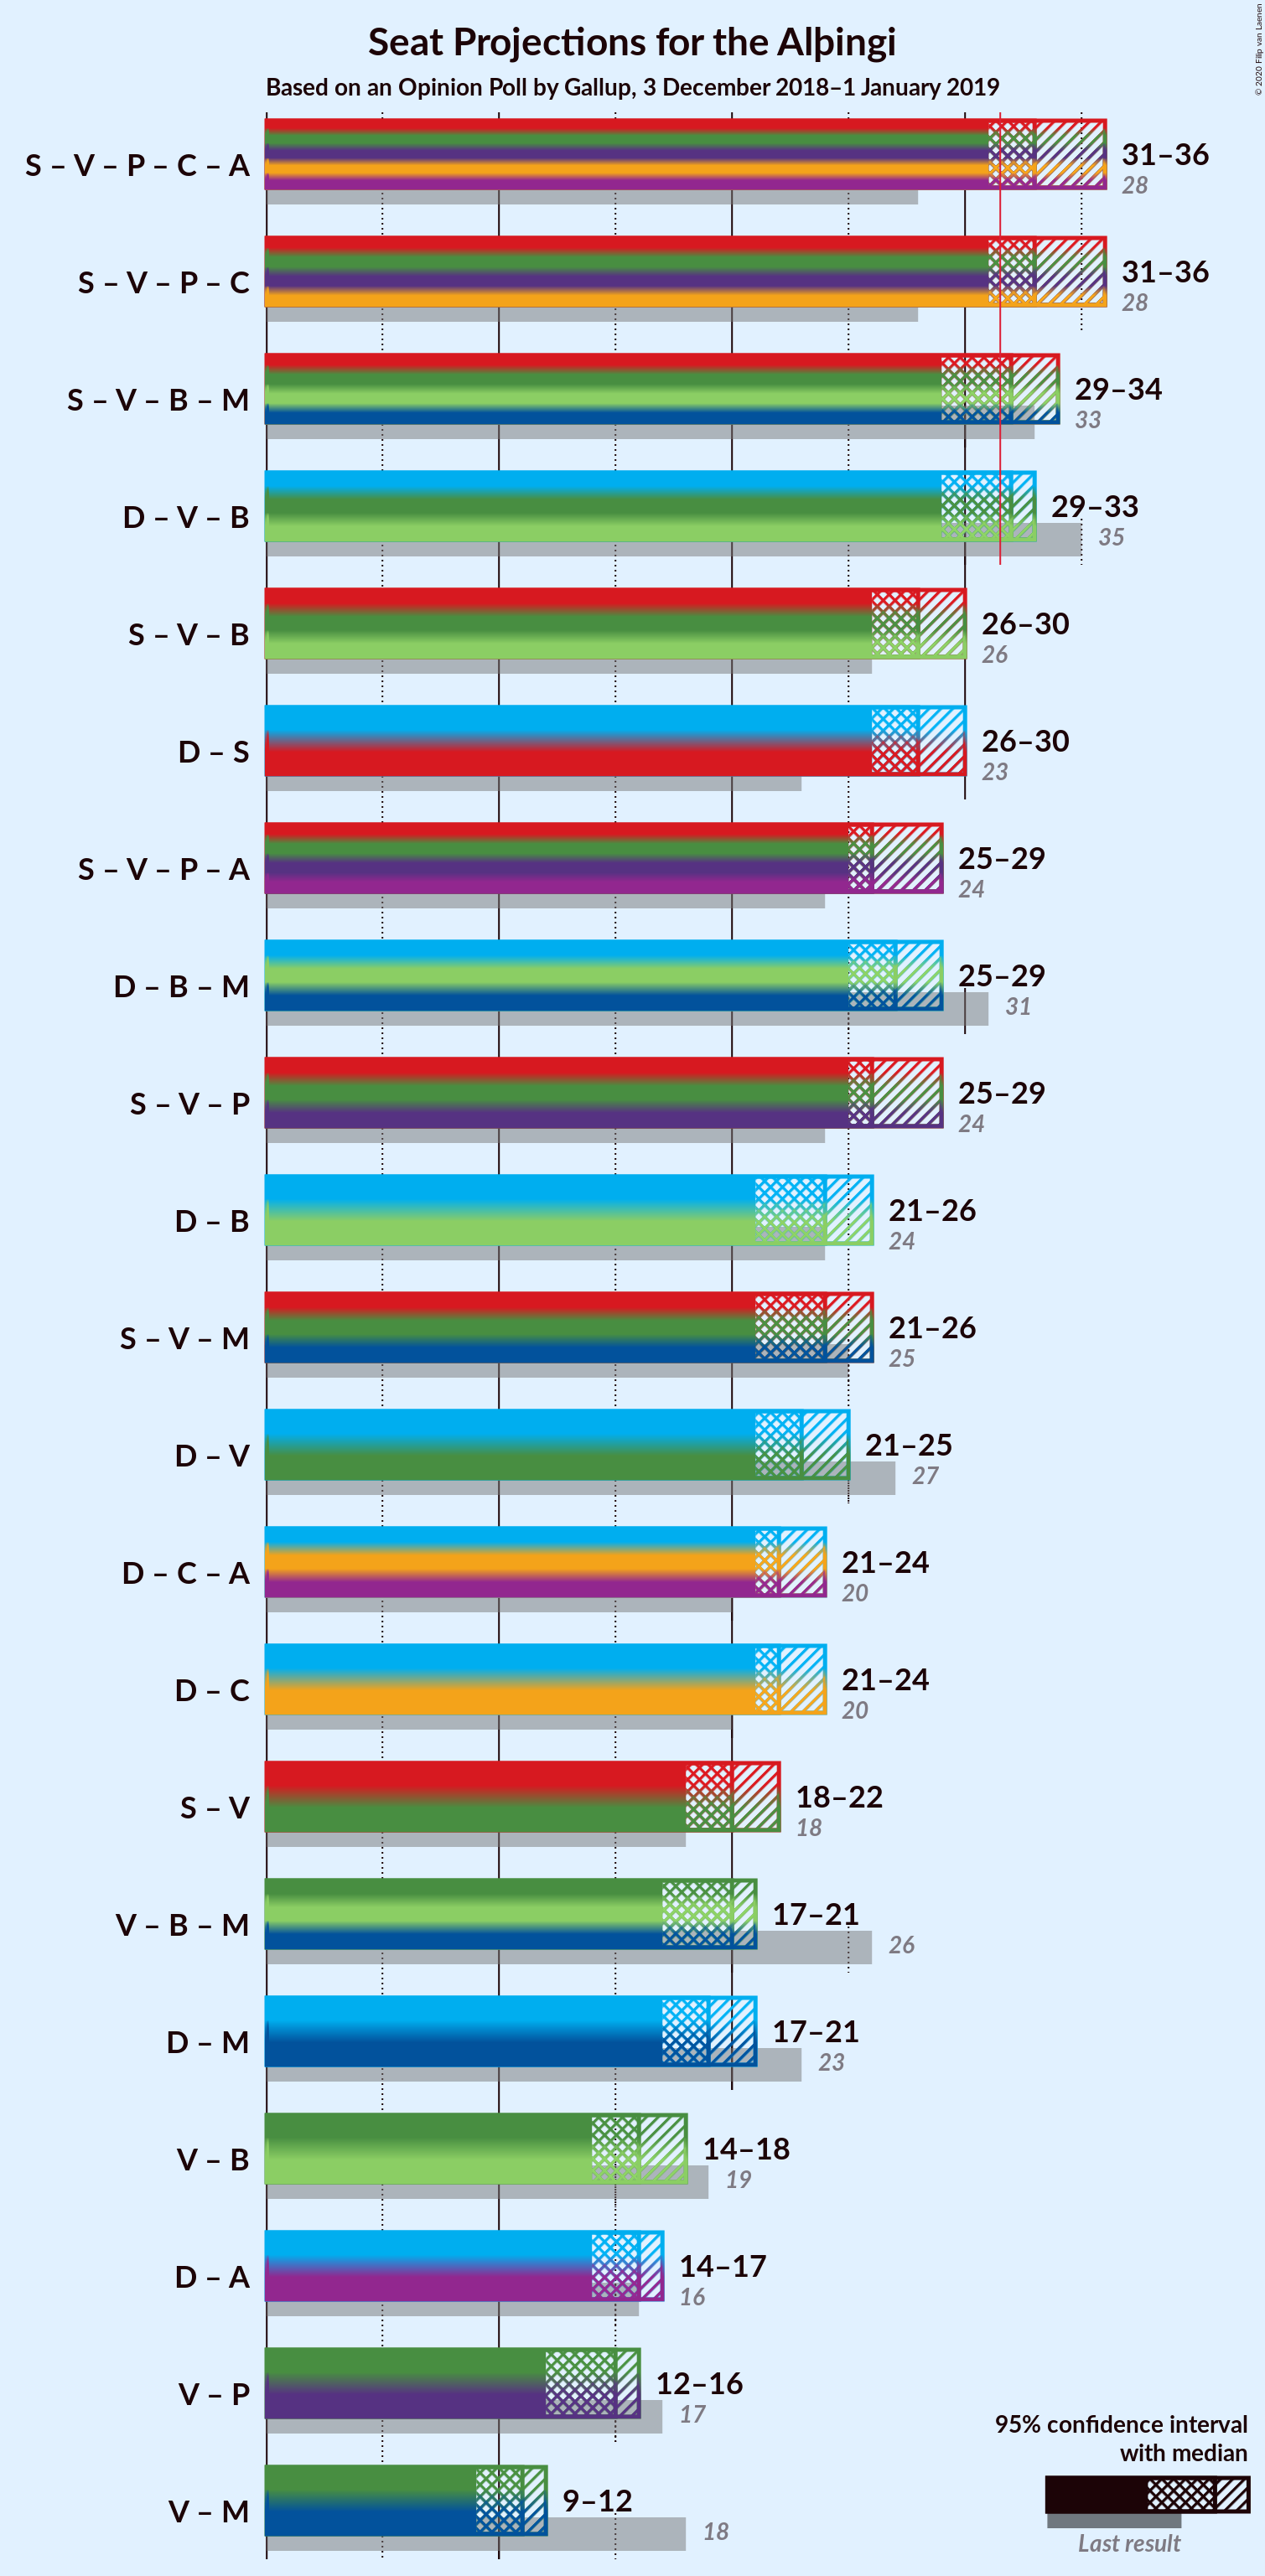 Seat Projections for the Alþingi
Based on an Opinion Poll by Gallup, 3 December 2018–1 January 2019
© 2020 Filip van Laenen
S – V – P – C – A
31–36
28
S – V – P – C
31–36
28
S – V – B – M
29–34
33
D – V – B
29–33
35
S – V – B
26–30
26
D – S
26–30
23
S – V – P – A
25–29
24
D – B – M
25–29
31
S – V – P
25–29
24
D – B
21–26
24
S – V – M
21–26
25
D – V
21–25
27
D – C – A
21–24
20
D – C
21–24
20
S – V
18–22
18
V – B – M
17–21
26
D – M
17–21
23
V – B
14–18
19
D – A
14–17
16
V – P
12–16
17
V – M
9–12
18
95% confidence interval
with median
Last result